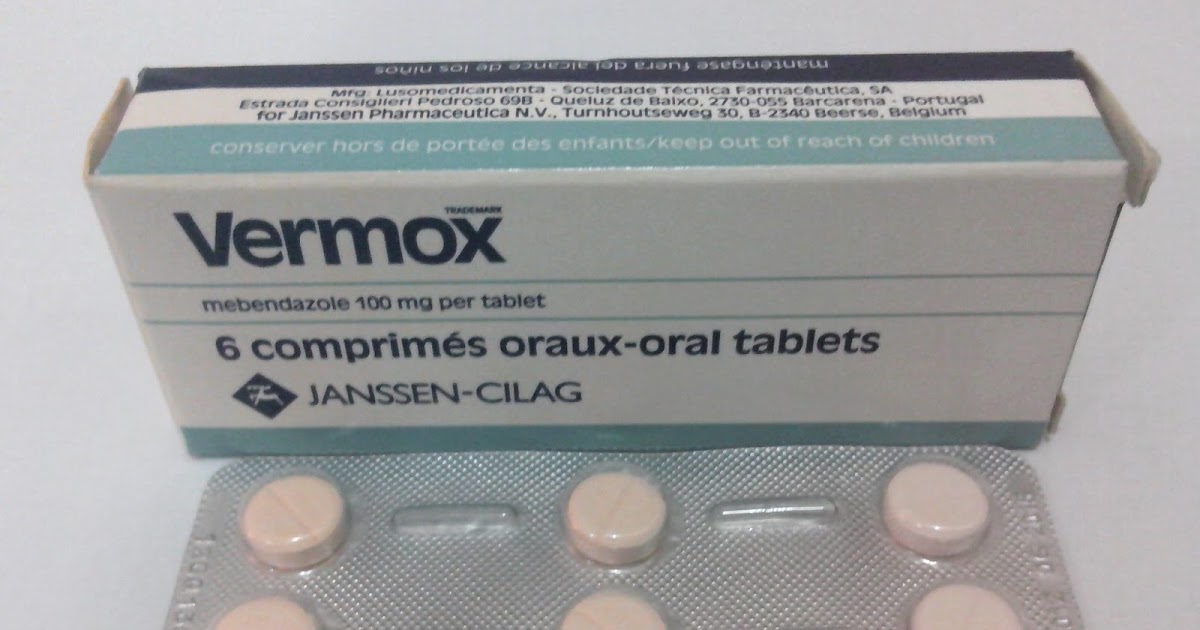 manténgase fuera del alcance de los niños
Mfg: Lusomedicamenta - Sociedade Técnica Farmacêutica, SA
Estrada Consiglieri Pedroso 69B - Queluz de Baixo, 2730-055 Barcarena - Portugal
for Janssen Pharmaceutica N.V., Turnhoutseweg 30, B-2340 Beerse, Belgium
conserver hors de portée des enfants/keep out of reach of children
TRADEMARK
Vermox
mebendazole 100 mg per tablet
6 comprimés oraux-oral tablets
JANSSEN-CILAG